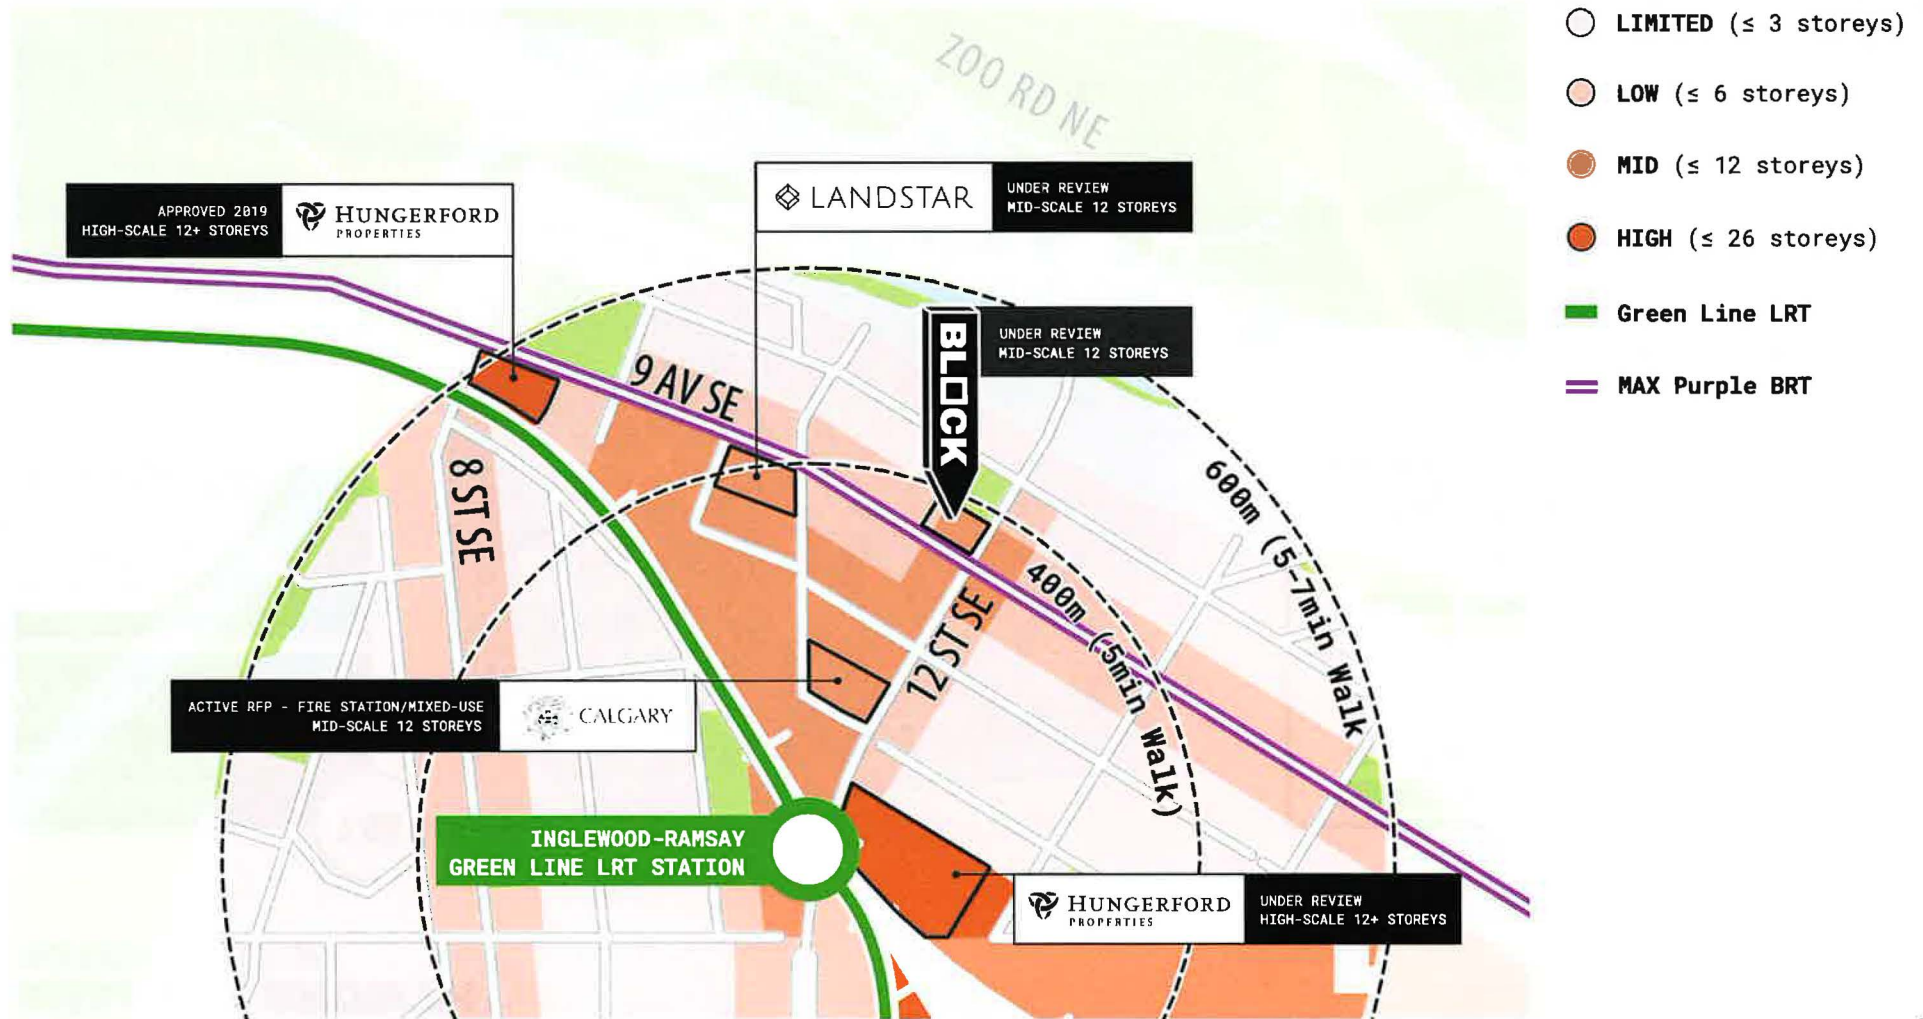 LIMITED (≤ 3 storeys)
LOW (≤ 6 storeys)
MID (≤ 12 storeys)
HIGH (≤ 26 storeys)
Green Line LRT
MAX Purple BRT
ZOO RD NE
APPROVED 2019
HIGH-SCALE 12+ STOREYS
HUNGERFORD
PROPERTIES
LANDSTAR
UNDER REVIEW
MID-SCALE 12 STOREYS
BLOCK
UNDER REVIEW
MID-SCALE 12 STOREYS
9 AV SE
8 ST SE
12 ST SE
400m (5min Walk)
600m (5-7min Walk
ACTIVE RFP - FIRE STATION/MIXED-USE
MID-SCALE 12 STOREYS
CALGARY
INGLEWOOD-RAMSAY
GREEN LINE LRT STATION
HUNGERFORD
PROPERTIES
UNDER REVIEW
HIGH-SCALE 12+ STOREYS